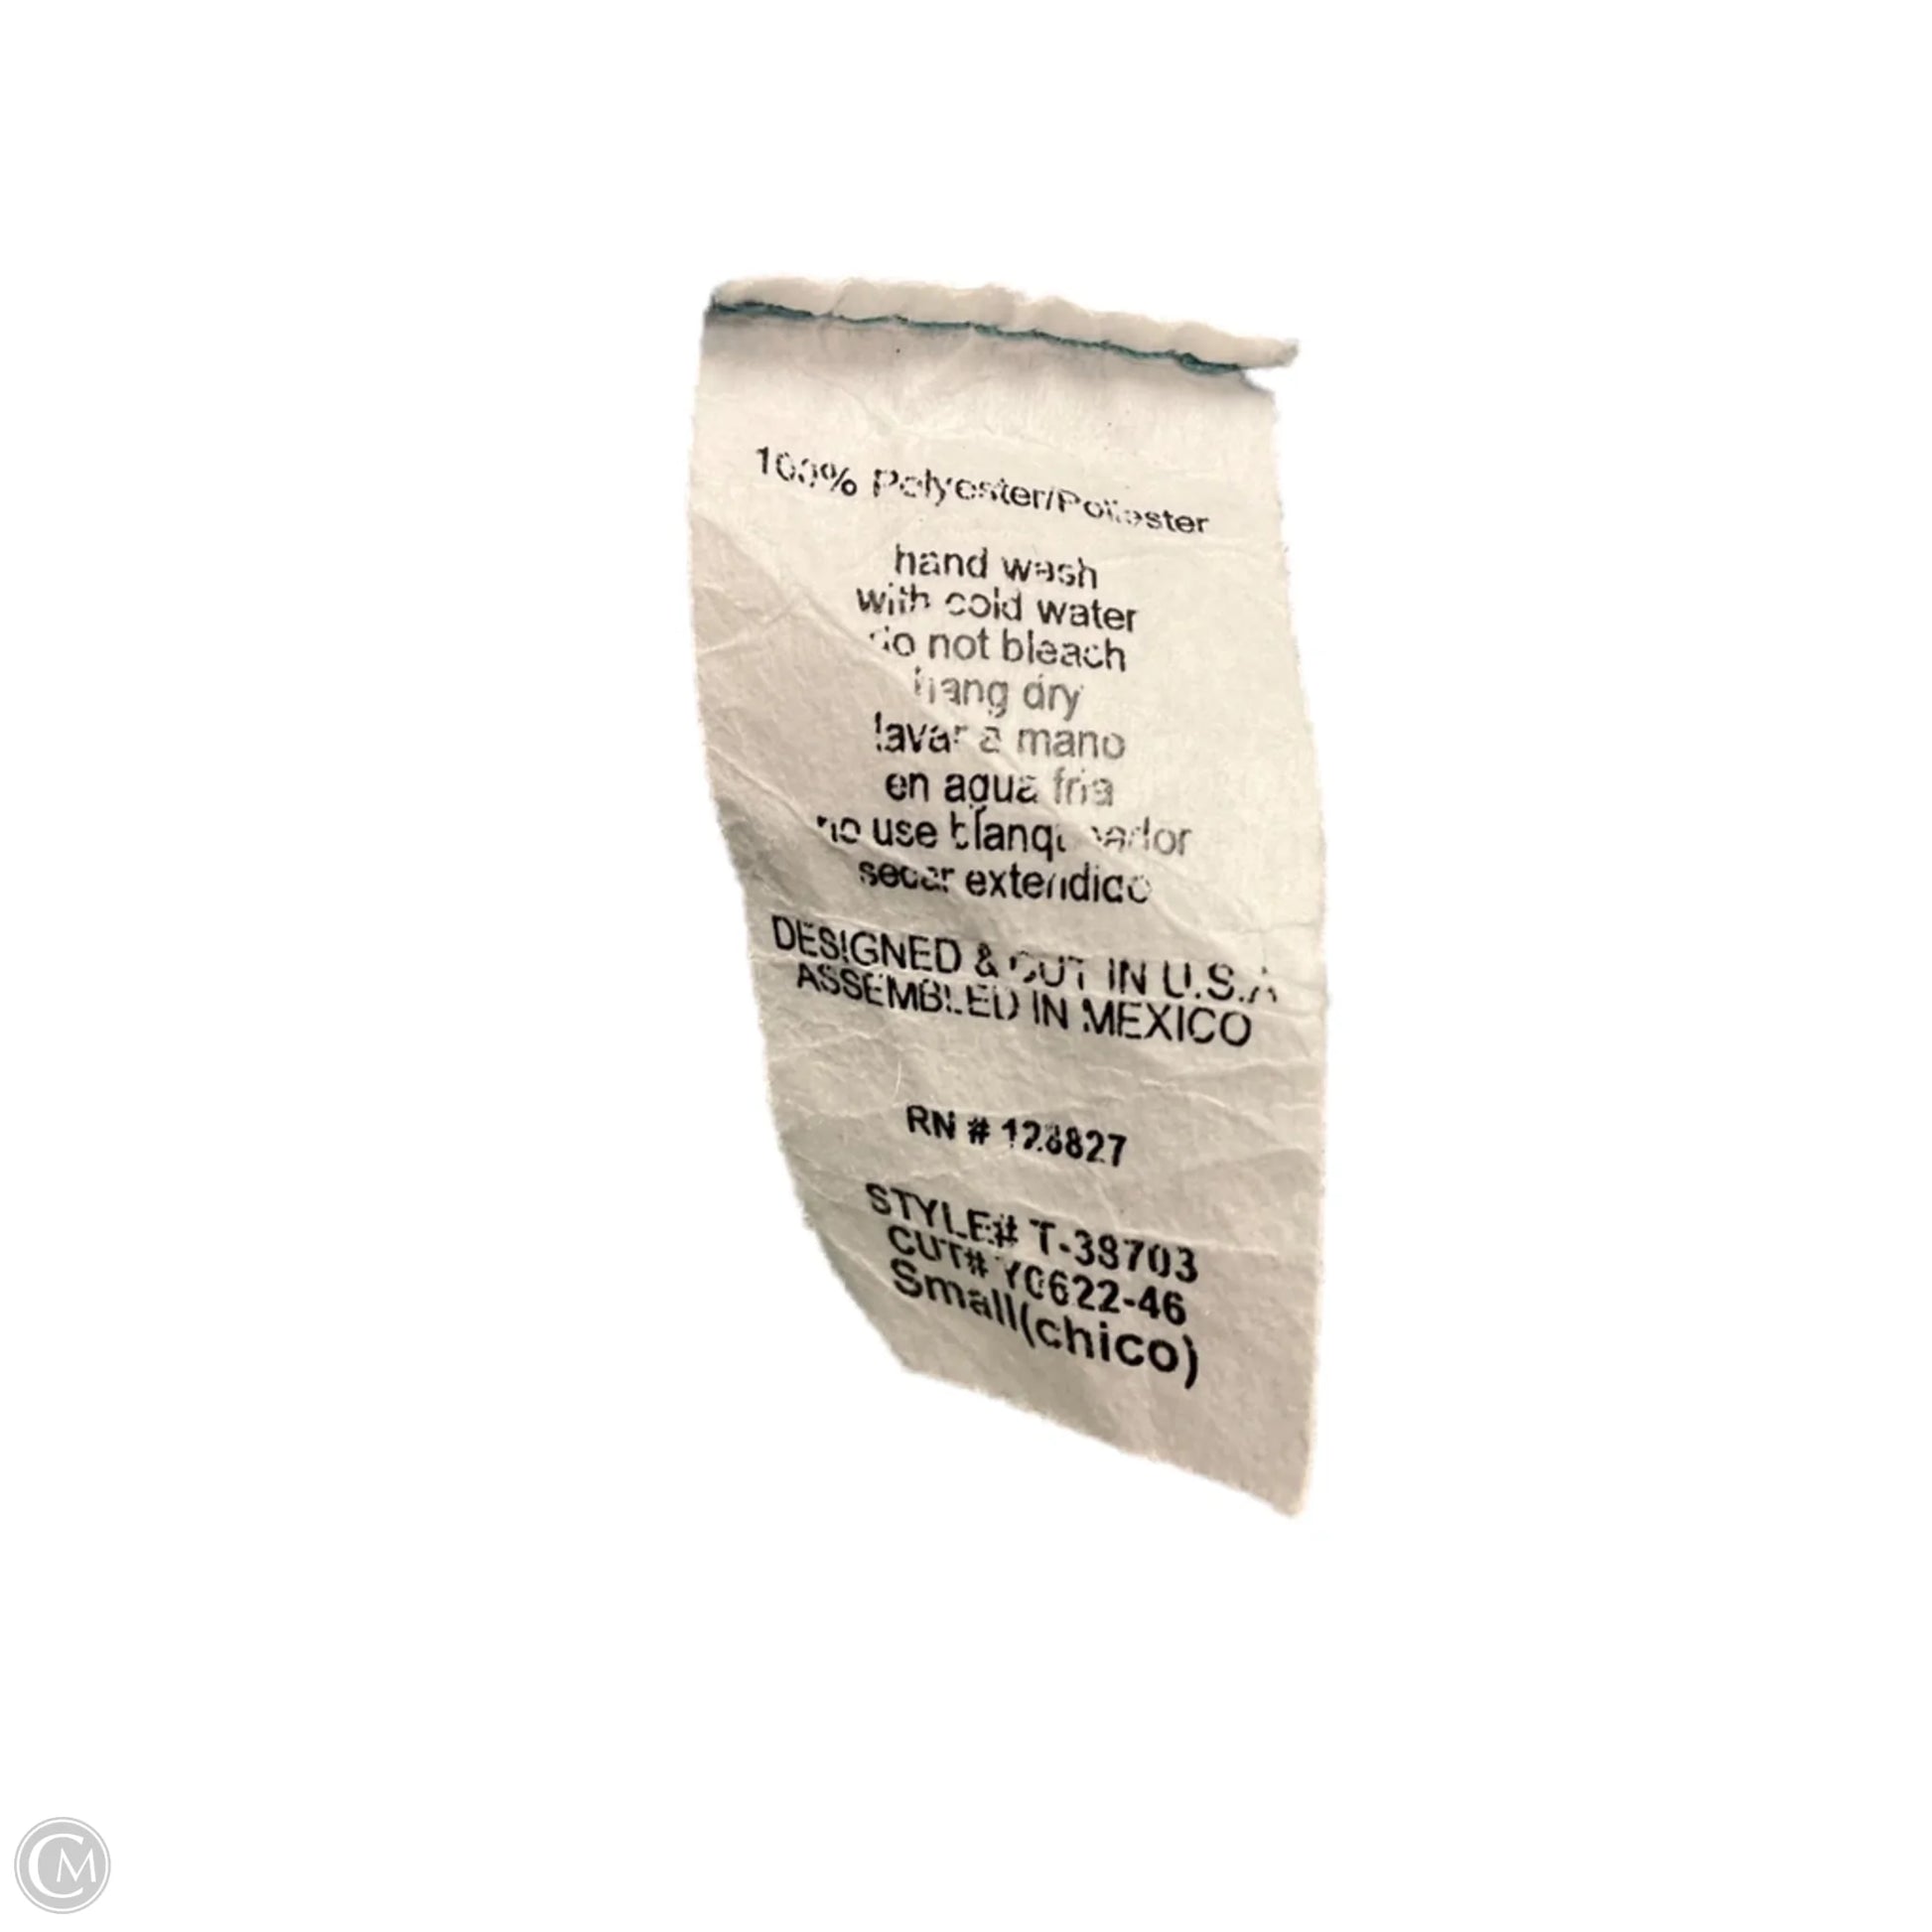 100% Polyester/Poliester
hand wash
with cold water
do not bleach
hang dry
lavar a mano
en agua fria
no use blanqueador
secar extendido
DESIGNED & CUT IN U.S.A
ASSEMBLED IN MEXICO
RN # 128827
STYLE# T-38703
CUT# Y0622-46
Small(chico)
CM